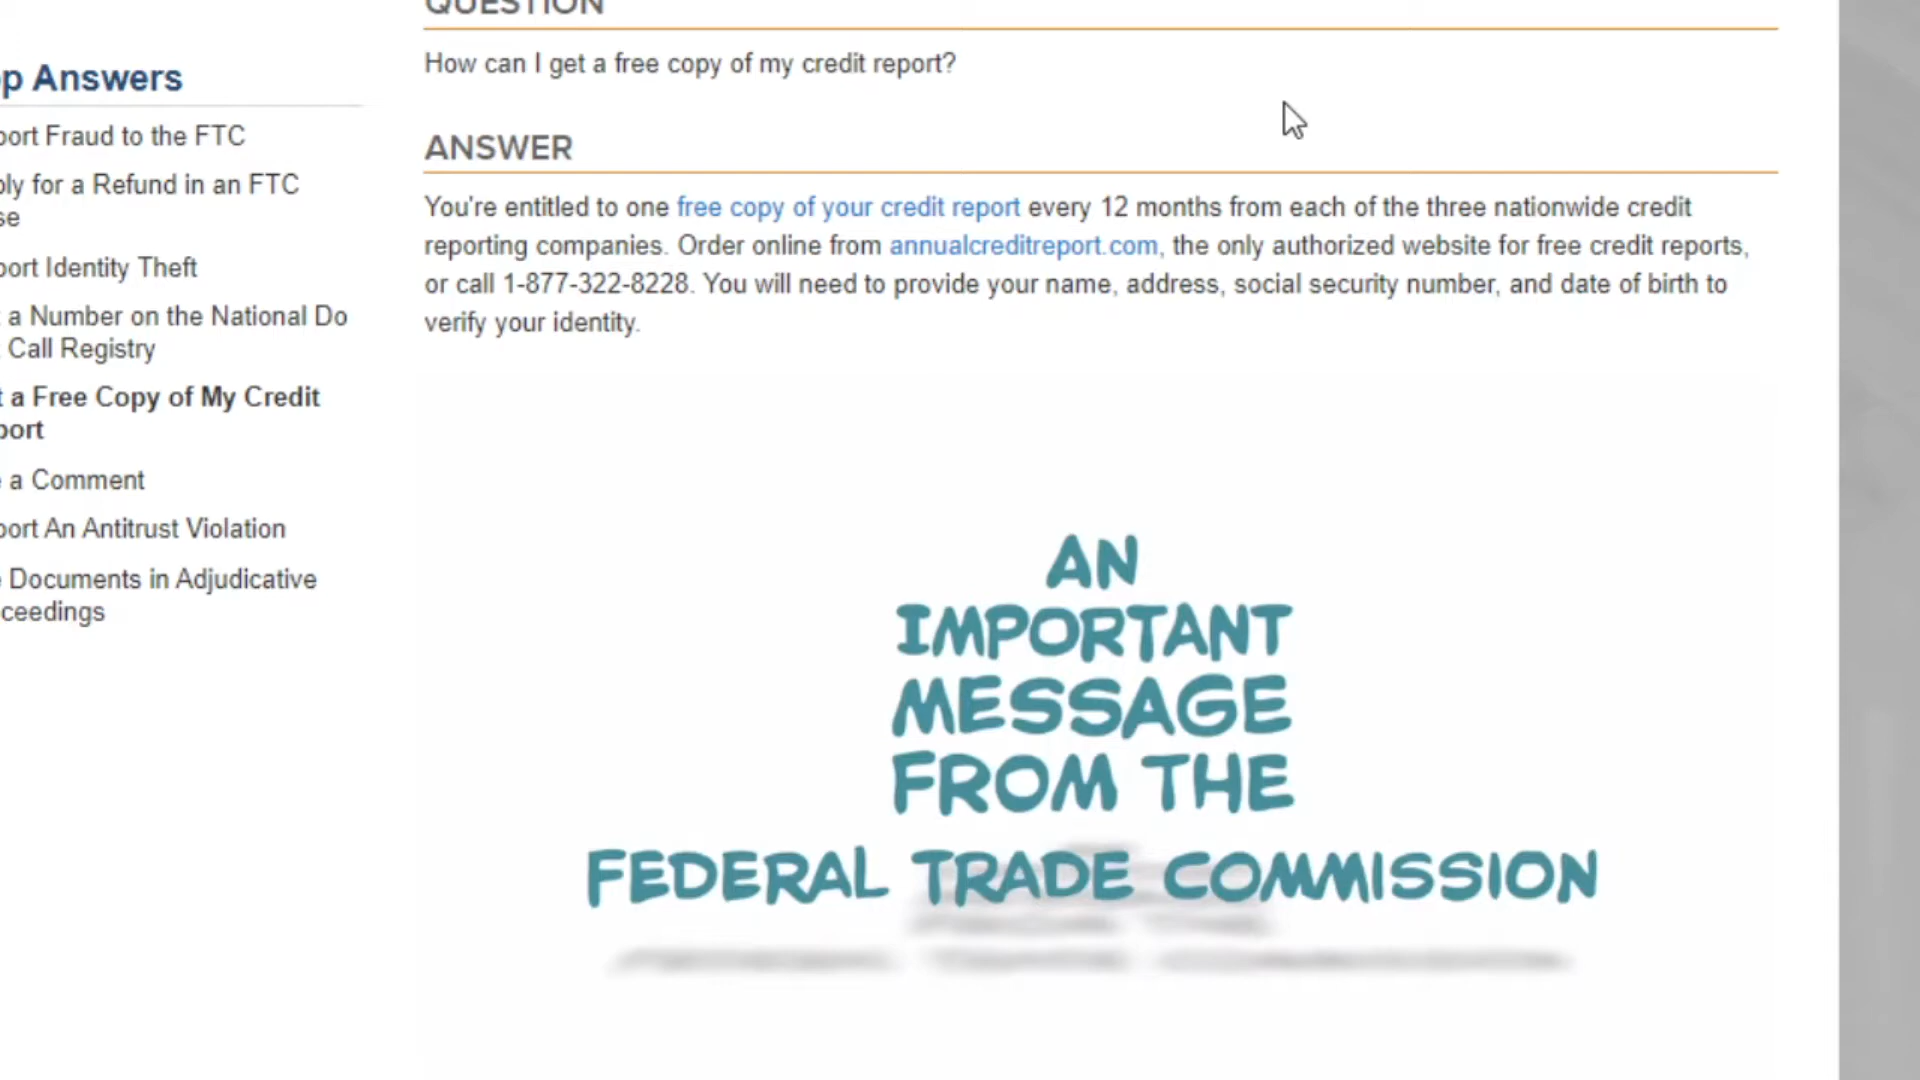 QUESTION
How can I get a free copy of my credit report?
ANSWER
You're entitled to one free copy of your credit report every 12 months from each of the three nationwide credit
reporting companies. Order online from annualcreditreport.com, the only authorized website for free credit reports,
or call 1-877-322-8228. You will need to provide your name, address, social security number, and date of birth to
verify your identity.
p Answers
ort Fraud to the FTC
ly for a Refund in an FTC
se
ort Identity Theft
a Number on the National Do
Call Registry
t a Free Copy of My Credit
port
a Comment
ort An Antitrust Violation
Documents in Adjudicative
ceedings
AN
IMPORTANT
MESSAGE
FROM THE
FEDERAL TRADE COMMISSION